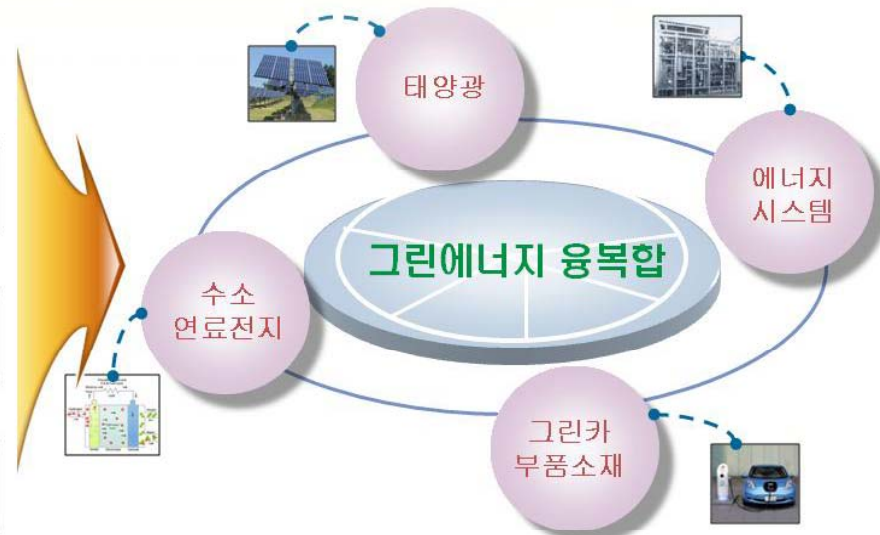 태양광
에너지
시스템
그린에너지 융복합
수소
연료전지
그린카
부품소재